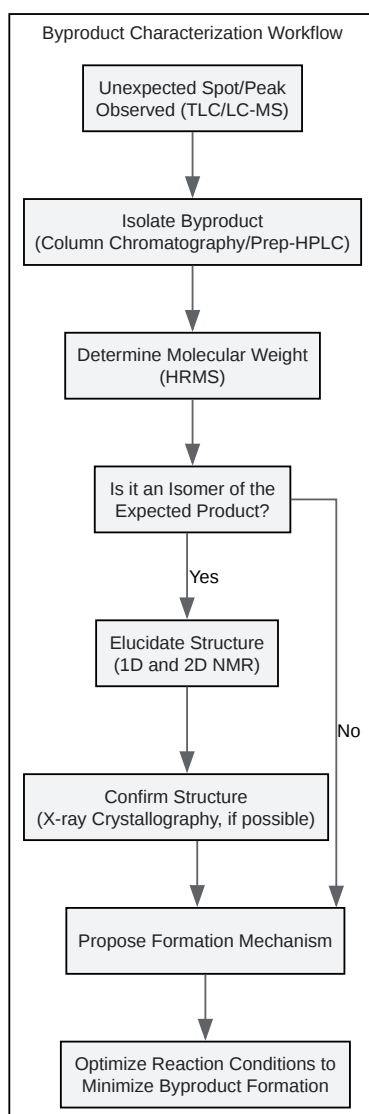 Byproduct Characterization Workflow
Unexpected Spot/Peak
Observed (TLC/LC-MS)
Isolate Byproduct
(Column Chromatography/Prep-HPLC)
Determine Molecular Weight
(HRMS)
Is it an Isomer of the
Expected Product?
Yes
Elucidate Structure
(1D and 2D NMR)
No
Confirm Structure
(X-ray Crystallography, if possible)
Propose Formation Mechanism
Optimize Reaction Conditions to
Minimize Byproduct Formation